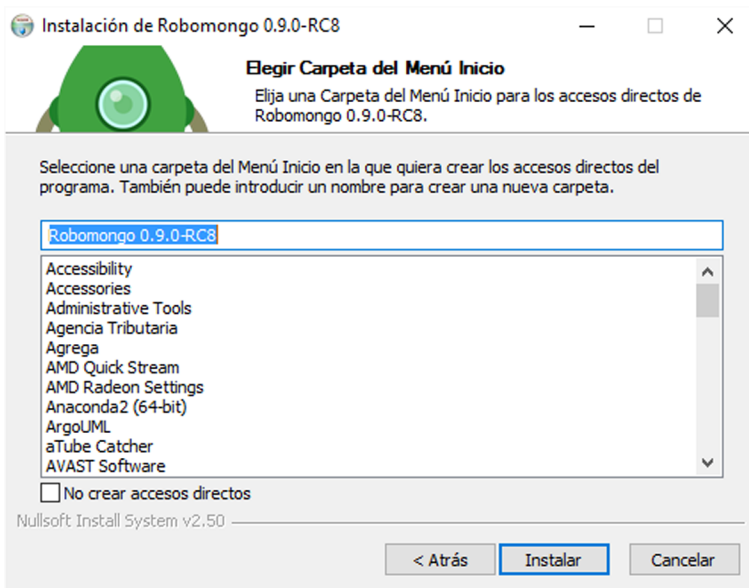 Instalación de Robomongo 0.9.0-RC8
Elegir Carpeta del Menú Inicio
Elija una Carpeta del Menú Inicio para los accesos directos de
Robomongo 0.9.0-RC8.
Seleccione una carpeta del Menú Inicio en la que quiera crear los accesos directos del
programa. También puede introducir un nombre para crear una nueva carpeta.
Robomongo 0.9.0-RC8
Accessibility
Accessories
Administrative Tools
Agencia Tributaria
Agrega
AMD Quick Stream
AMD Radeon Settings
Anaconda2 (64-bit)
ArgoUML
aTube Catcher
AVAST Software
No crear accesos directos
Nullsoft Install System v2.50
< Atrás
Instalar
Cancelar